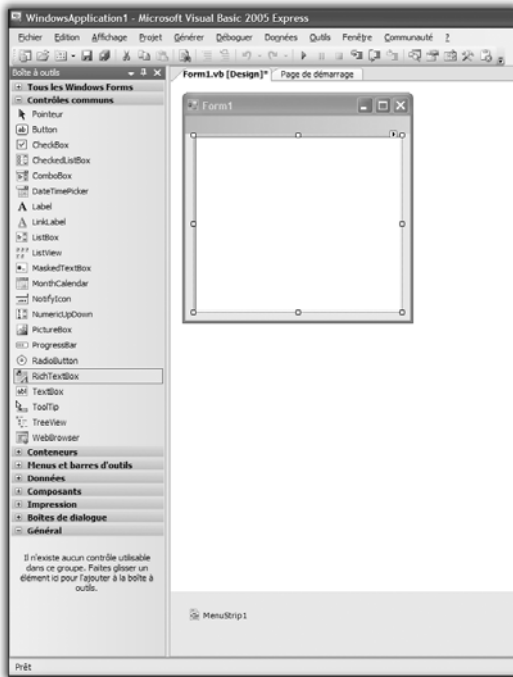 WindowsApplication1 - Microsoft Visual Basic 2005 Express
Fichier Edition Affichage Projet Générer Déboguer Données Outils Fenêtre Communauté ?
Boîte à outils
Form1.vb [Design]* Page de démarrage
Tous les Windows Forms
Contrôles communs
Pointeur
Button
CheckBox
CheckedListBox
ComboBox
DateTimePicker
Label
LinkLabel
ListBox
ListView
MaskedTextBox
MonthCalendar
NotifyIcon
NumericUpDown
PictureBox
ProgressBar
RadioButton
RichTextBox
TextBox
ToolTip
TreeView
WebBrowser
Conteneurs
Menus et barres d'outils
Données
Composants
Impression
Boîtes de dialogue
Général
Il n'existe aucun contrôle utilisable
dans ce groupe. Faites glisser un
élément ici pour l'ajouter à la boîte à
outils.
Form1
MenuStrip1
Prêt